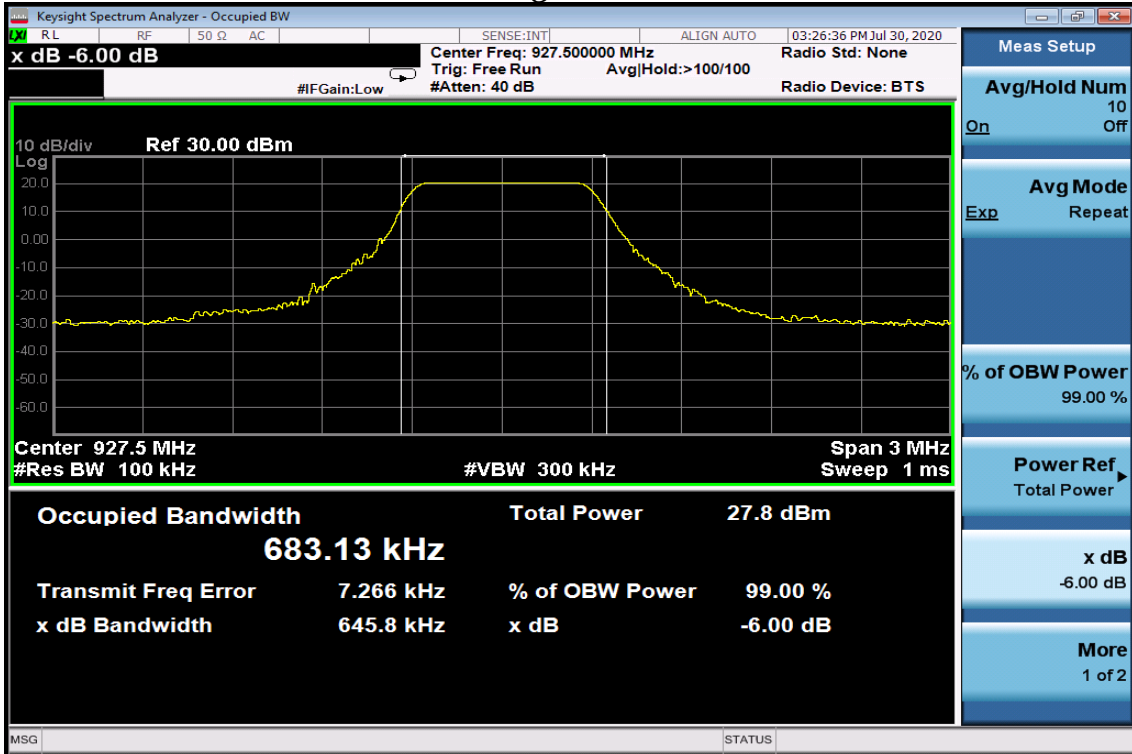 Keysight Spectrum Analyzer - Occupied BW
LXI RL RF 50 Ω AC SENSE:INT ALIGN AUTO 03:26:36 PM Jul 30, 2020
x dB -6.00 dB
Center Freq: 927.500000 MHz Radio Std: None
Trig: Free Run Avg|Hold:>100/100
#IFGain:Low #Atten: 40 dB Radio Device: BTS
10 dB/div Ref 30.00 dBm
Log
20.0
10.0
0.00
-10.0
-20.0
-30.0
-40.0
-50.0
-60.0
Center 927.5 MHz Span 3 MHz
#Res BW 100 kHz #VBW 300 kHz Sweep 1 ms
Occupied Bandwidth Total Power 27.8 dBm
683.13 kHz
Transmit Freq Error 7.266 kHz % of OBW Power 99.00 %
x dB Bandwidth 645.8 kHz x dB -6.00 dB
Meas Setup
Avg/Hold Num
10
On Off
Avg Mode
Exp Repeat
% of OBW Power
99.00 %
Power Ref
Total Power
x dB
-6.00 dB
More
1 of 2
MSG STATUS